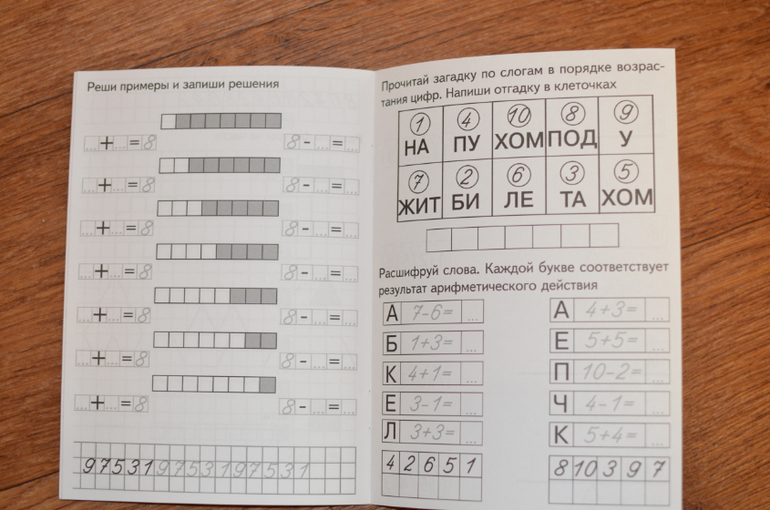 Реши примеры и запиши решения
... + ... = 8 8 - ... = ...
... + ... = 8 8 - ... = ...
... + ... = 8 8 - ... = ...
... + ... = 8 8 - ... = ...
... + ... = 8 8 - ... = ...
... + ... = 8 8 - ... = ...
... + ... = 8 8 - ... = ...
9 7 5 3 1 9 7 5 3 1 9 7 5 3 1
Прочитай загадку по слогам в порядке возрас-
тания цифр. Напиши отгадку в клеточках
1 4 10 8 9
НА ПУ ХОМ ПОД У
7 2 6 3 5
ЖИТ БИ ЛЕ ТА ХОМ
Расшифруй слова. Каждой букве соответствует
результат арифметического действия
А 7-6= ... А 4+3= ...
Б 1+3= ... Е 5+5= ...
К 4+1= ... П 10-2= ...
Е 3-1= ... Ч 4-1= ...
Л 3+3= ... К 5+4= ...
4 2 6 5 1 8 10 3 9 7